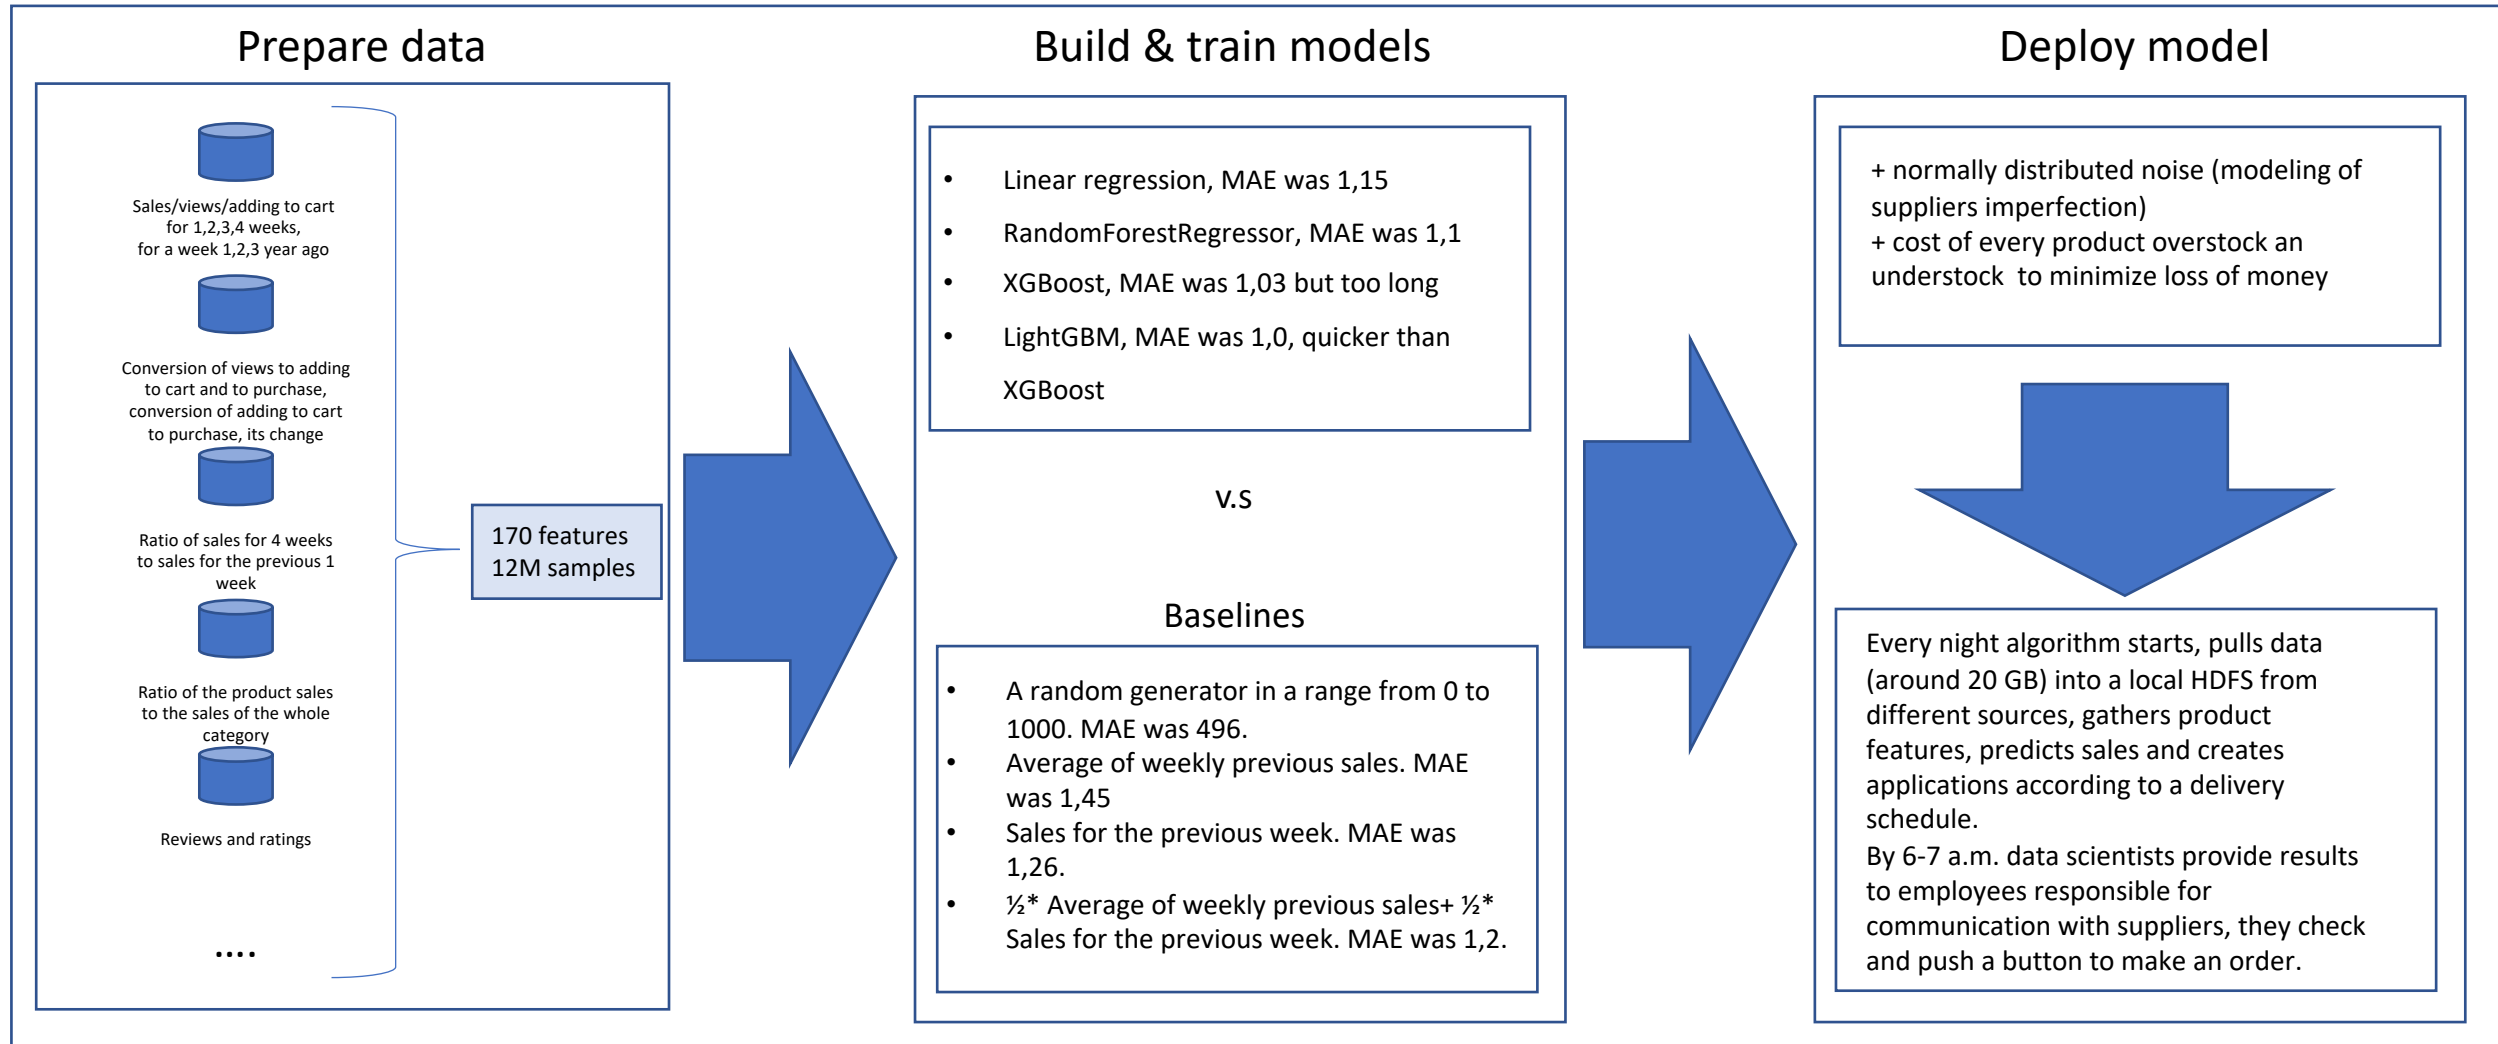 Prepare data
Sales/views/adding to cart
for 1,2,3,4 weeks,
for a week 1,2,3 year ago
Conversion of views to adding
to cart and to purchase,
conversion of adding to cart
to purchase, its change
Ratio of sales for 4 weeks
to sales for the previous 1
week
Ratio of the product sales
to the sales of the whole
category
Reviews and ratings
....
170 features
12M samples
Build & train models
• Linear regression, MAE was 1,15
• RandomForestRegressor, MAE was 1,1
• XGBoost, MAE was 1,03 but too long
• LightGBM, MAE was 1,0, quicker than
XGBoost
v.s
Baselines
• A random generator in a range from 0 to
1000. MAE was 496.
• Average of weekly previous sales. MAE
was 1,45
• Sales for the previous week. MAE was
1,26.
• ½* Average of weekly previous sales+ ½*
Sales for the previous week. MAE was 1,2.
Deploy model
+ normally distributed noise (modeling of
suppliers imperfection)
+ cost of every product overstock an
understock  to minimize loss of money
Every night algorithm starts, pulls data
(around 20 GB) into a local HDFS from
different sources, gathers product
features, predicts sales and creates
applications according to a delivery
schedule.
By 6-7 a.m. data scientists provide results
to employees responsible for
communication with suppliers, they check
and push a button to make an order.